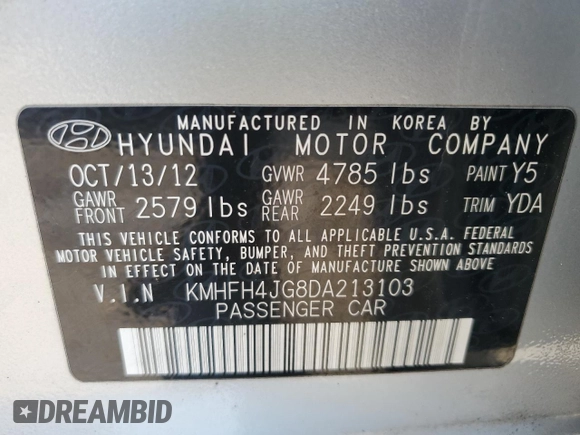 MANUFACTURED IN KOREA BY
HYUNDAI MOTOR COMPANY
OCT/13/12 GVWR 4785 lbs PAINT Y5
GAWR FRONT 2579 lbs GAWR REAR 2249 lbs TRIM YDA
THIS VEHICLE CONFORMS TO ALL APPLICABLE U.S.A. FEDERAL
MOTOR VEHICLE SAFETY, BUMPER, AND THEFT PREVENTION STANDARDS
IN EFFECT ON THE DATE OF MANUFACTURE SHOWN ABOVE.
V.I.N KMHFH4JG8DA213103
PASSENGER CAR
DREAMBID